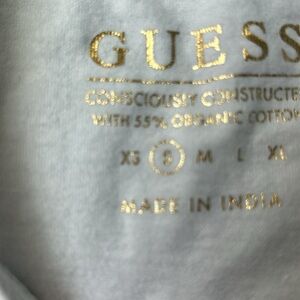 GUESS
CONSCIOUSLY CONSTRUCTE
WITH 55% ORGANIC COTTON
XS S M L XL
MADE IN INDIA